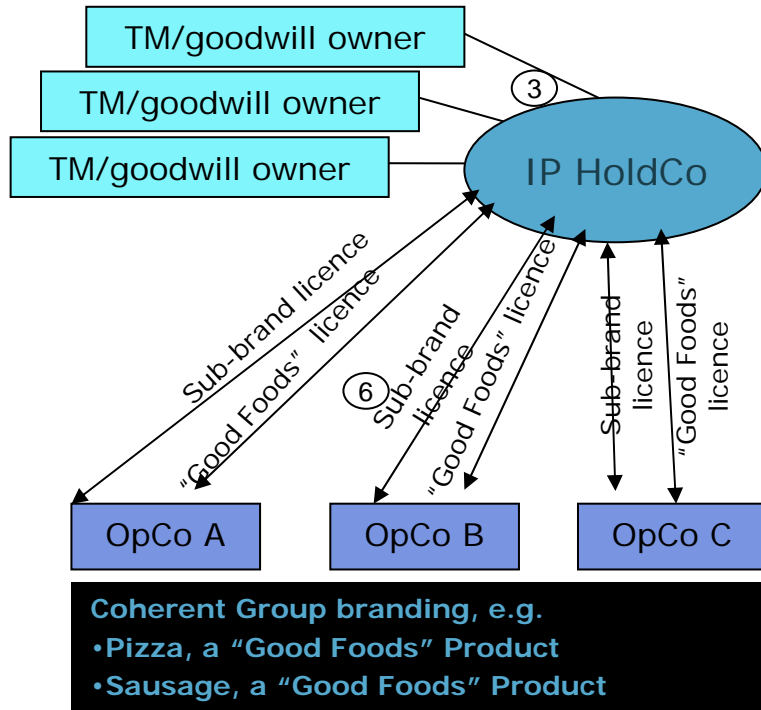 TM/goodwill owner
TM/goodwill owner
TM/goodwill owner
3
IP HoldCo
Sub-brand licence
“Good Foods” licence
6
Sub-brand
licence
“Good Foods” licence
Sub-brand
licence
“Good Foods”
licence
OpCo A
OpCo B
OpCo C
Coherent Group branding, e.g.
•Pizza, a “Good Foods” Product
•Sausage, a “Good Foods” Product